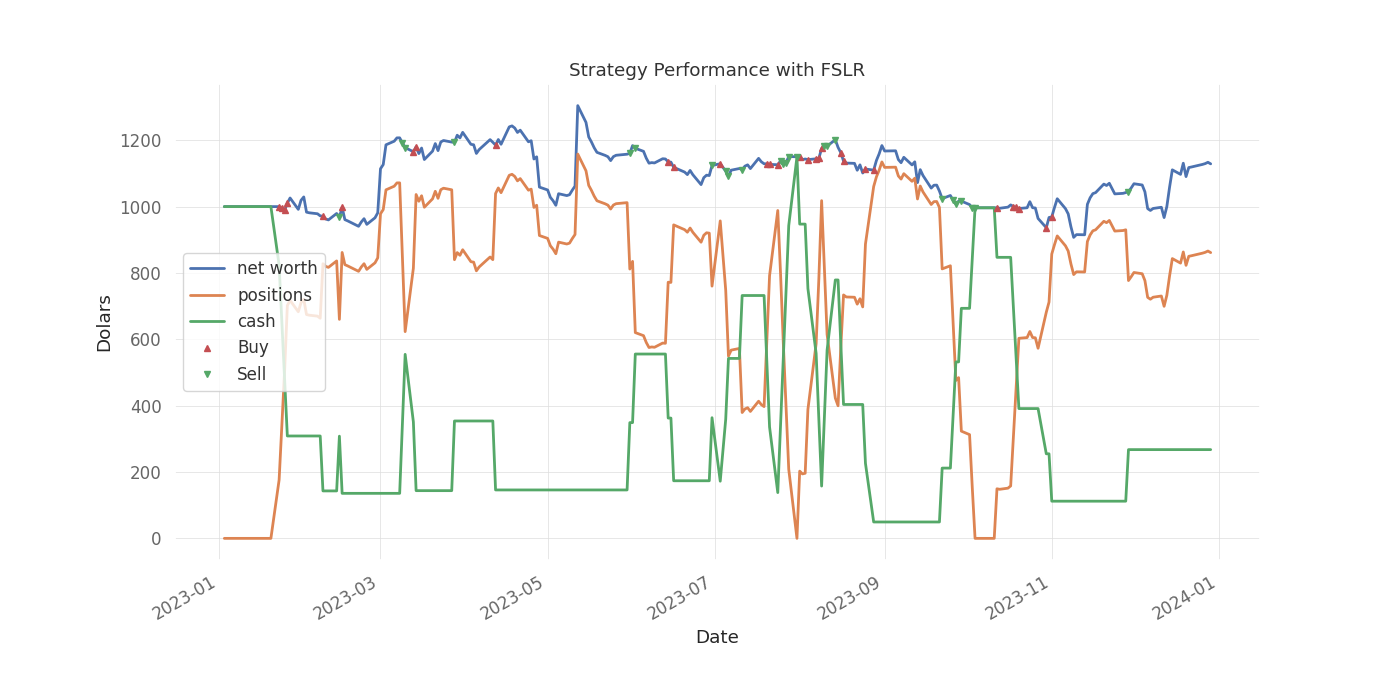 Strategy Performance with FSLR
1200
1000
800
600
400
200
0
Dolars
net worth
positions
cash
Buy
Sell
2023-01
2023-03
2023-05
2023-07
2023-09
2023-11
2024-01
Date